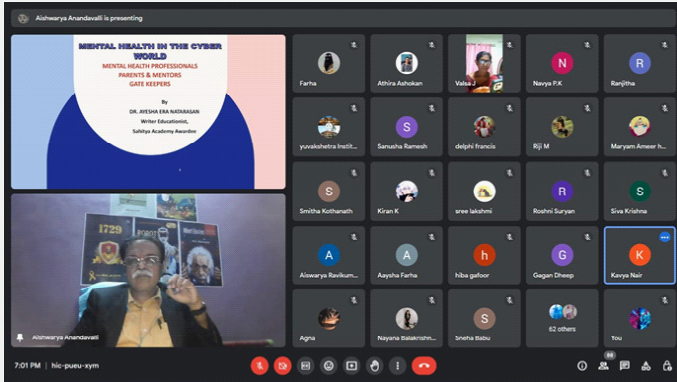 Aishwarya Anandavalli is presenting
MENTAL HEALTH IN THE CYBER
WORLD
MENTAL HEALTH PROFESSIONALS
PARENTS & MENTORS
GATE KEEPERS
By
DR. AYESHA ERA NATARASAN
Writer Educationist,
Sahitya Academy Awardee
1729
ROBOT
Aishwarya Anandavalli
Farha
Athira Ashokan
Valsa J
N
Navya P.K
R
Ranjitha
yuvakshetra Instit...
S
Sanusha Ramesh
delphi francis
Riji M
Maryam Ameer h...
S
Smitha Kothanath
Kiran K
sree lakshmi
R
Roshni Suryan
S
Siva Krishna
A
Aiswarya Ravikum...
A
Aaysha Farha
h
hiba gafoor
G
Gagan Dheep
K
Kavya Nair
Agna
Nayana Balakrishn...
S
Sneha Babu
62 others
You
7:01 PM | hic-pueu-xym